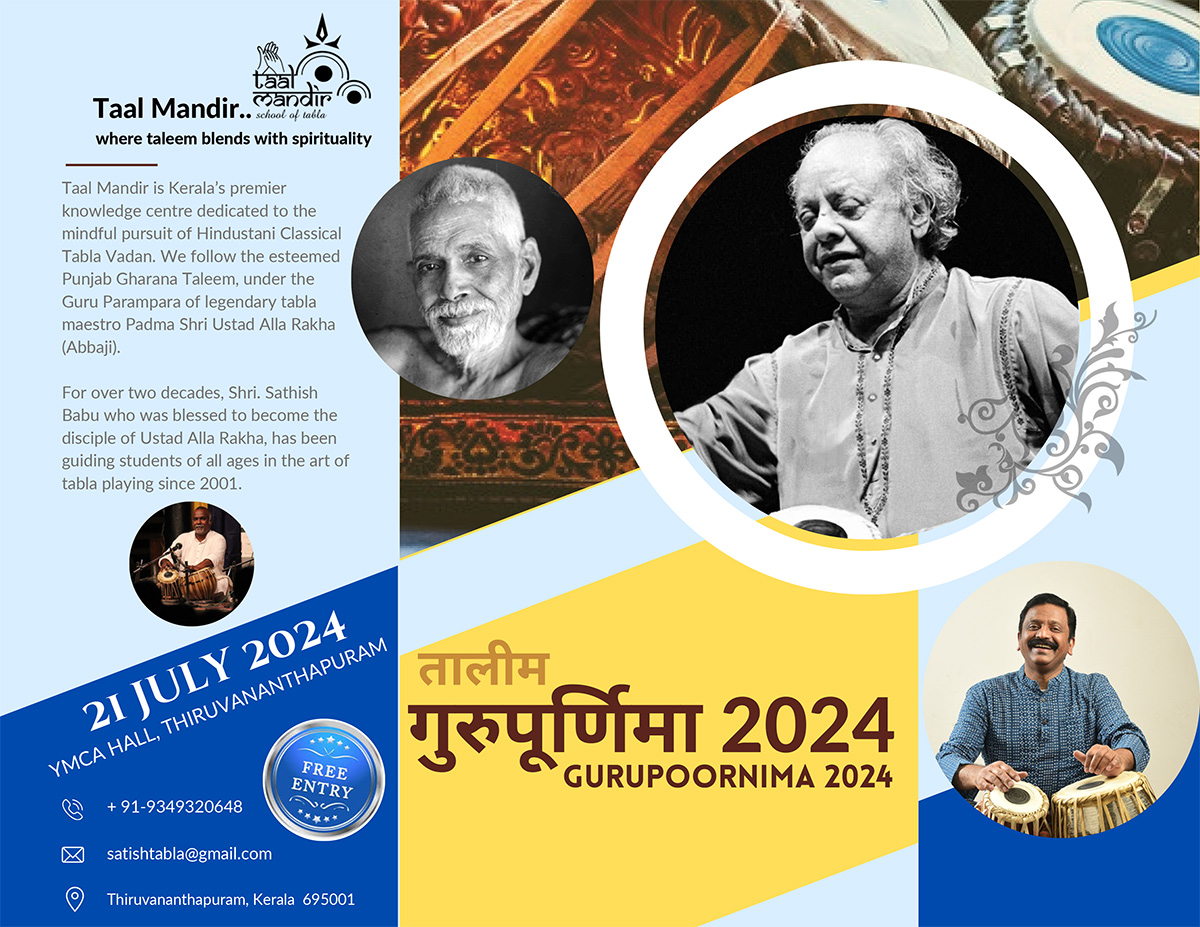 taal
mandir
school of tabla
Taal Mandir..
where taleem blends with spirituality
Taal Mandir is Kerala’s premier
knowledge centre dedicated to the
mindful pursuit of Hindustani Classical
Tabla Vadan. We follow the esteemed
Punjab Gharana Taleem, under the
Guru Parampara of legendary tabla
maestro Padma Shri Ustad Alla Rakha
(Abbaji).
For over two decades, Shri. Sathish
Babu who was blessed to become the
disciple of Ustad Alla Rakha, has been
guiding students of all ages in the art of
tabla playing since 2001.
21 JULY 2024
YMCA HALL, THIRUVANANTHAPURAM
FREE
ENTRY
+ 91-9349320648
satishtabla@gmail.com
Thiruvananthapuram, Kerala 695001
तालीम
गुरुपूर्णिमा 2024
GURUPOORNIMA 2024